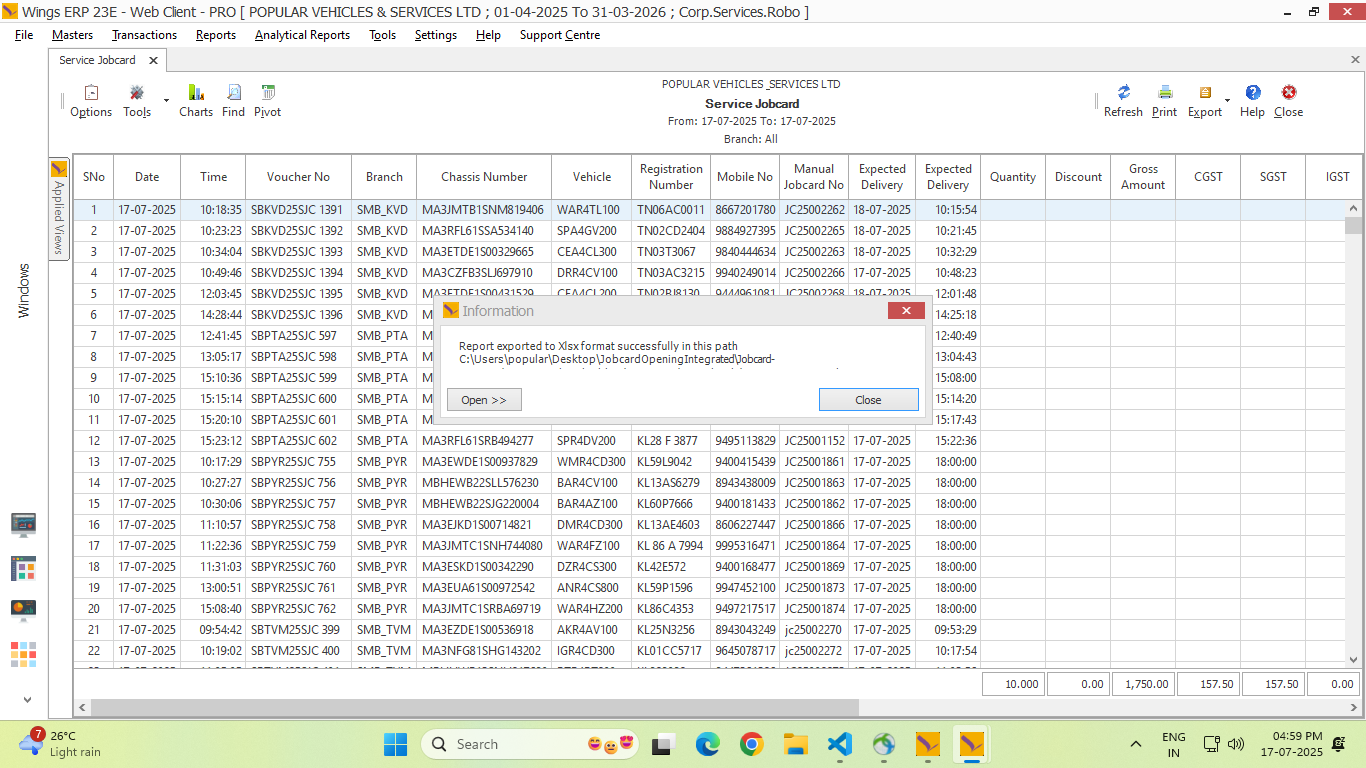 Wings ERP 23E - Web Client - PRO [ POPULAR VEHICLES & SERVICES LTD ; 01-04-2025 To 31-03-2026 ; Corp.Services.Robo ]
File Masters Transactions Reports Analytical Reports Tools Settings Help Support Centre
Service Jobcard
Options Tools Charts Find Pivot
POPULAR VEHICLES_SERVICES LTD
Service Jobcard
From: 17-07-2025 To: 17-07-2025
Branch: All
Refresh Print Export Help Close
Applied Views
Windows
SNo Date Time Voucher No Branch Chassis Number Vehicle Registration Number Mobile No Manual Jobcard No Expected Delivery Expected Delivery Quantity Discount Gross Amount CGST SGST IGST
1 17-07-2025 10:18:35 SBKVD25SJC 1391 SMB_KVD MA3JMTB1SNM819406 WAR4TL100 TN06AC0011 8667201780 JC25002262 18-07-2025 10:15:54
2 17-07-2025 10:23:23 SBKVD25SJC 1392 SMB_KVD MA3RFL61SSA534140 SPA4GV200 TN02CD2404 9884927395 JC25002265 18-07-2025 10:21:45
3 17-07-2025 10:34:04 SBKVD25SJC 1393 SMB_KVD MA3ETDE1S00329665 CEA4CL300 TN03T3067 9840444634 JC25002263 18-07-2025 10:32:29
4 17-07-2025 10:49:46 SBKVD25SJC 1394 SMB_KVD MA3CZFB3SLJ697910 DRR4CV100 TN03AC3215 9940249014 JC25002266 17-07-2025 10:48:23
5 17-07-2025 12:03:45 SBKVD25SJC 1395 SMB_KVD MA3ETDE1S00431529 CEA4CL200 TN02BJ8130 9444961081 JC25002268 18-07-2025 12:01:48
6 17-07-2025 14:28:44 SBKVD25SJC 1396 SMB_KVD 14:25:18
7 17-07-2025 12:41:45 SBPTA25SJC 597 SMB_PTA 12:40:49
8 17-07-2025 13:05:17 SBPTA25SJC 598 SMB_PTA 13:04:43
9 17-07-2025 15:10:36 SBPTA25SJC 599 SMB_PTA 15:08:00
10 17-07-2025 15:15:14 SBPTA25SJC 600 SMB_PTA 15:14:20
11 17-07-2025 15:20:10 SBPTA25SJC 601 SMB_PTA 15:17:43
Information
Report exported to Xlsx format successfully in this path
C:\Users\popular\Desktop\JobcardOpeningIntegrated\Jobcard-
Open >> Close
12 17-07-2025 15:23:12 SBPTA25SJC 602 SMB_PTA MA3RFL61SRB494277 SPR4DV200 KL28 F 3877 9495113829 JC25001152 17-07-2025 15:22:36
13 17-07-2025 10:17:29 SBPYR25SJC 755 SMB_PYR MA3EWDE1S00937829 WMR4CD300 KL59L9042 9400415439 JC25001861 17-07-2025 18:00:00
14 17-07-2025 10:27:27 SBPYR25SJC 756 SMB_PYR MBHEWB22SLL576230 BAR4CV100 KL13AS6279 8943438009 JC25001863 17-07-2025 18:00:00
15 17-07-2025 10:30:06 SBPYR25SJC 757 SMB_PYR MBHEWB22SJG220004 BAR4AZ100 KL60P7666 9400181433 JC25001862 17-07-2025 18:00:00
16 17-07-2025 11:10:57 SBPYR25SJC 758 SMB_PYR MA3EJKD1S00714821 DMR4CD300 KL13AE4603 8606227447 JC25001866 17-07-2025 18:00:00
17 17-07-2025 11:22:36 SBPYR25SJC 759 SMB_PYR MA3JMTC1SNH744080 WAR4FZ100 KL 86 A 7994 9995316471 JC25001864 17-07-2025 18:00:00
18 17-07-2025 11:31:03 SBPYR25SJC 760 SMB_PYR MA3ESKD1S00342290 DZR4CS300 KL42E572 9400168477 JC25001869 17-07-2025 18:00:00
19 17-07-2025 13:00:51 SBPYR25SJC 761 SMB_PYR MA3EUA61S00972542 ANR4CS800 KL59P1596 9947452100 JC25001873 17-07-2025 18:00:00
20 17-07-2025 15:08:40 SBPYR25SJC 762 SMB_PYR MA3JMTC1SRBA69719 WAR4HZ200 KL86C4353 9497217517 JC25001874 17-07-2025 18:00:00
21 17-07-2025 09:54:42 SBTVM25SJC 399 SMB_TVM MA3EZDE1S00536918 AKR4AV100 KL25N3256 8943043249 jc25002270 17-07-2025 09:53:29
22 17-07-2025 10:19:02 SBTVM25SJC 400 SMB_TVM MA3NFG81SHG143202 IGR4CD300 KL01CC5717 9645078717 jc25002272 17-07-2025 10:17:54
10.000 0.00 1,750.00 157.50 157.50 0.00
7
26°C
Light rain
Search
ENG
IN
04:59 PM
17-07-2025